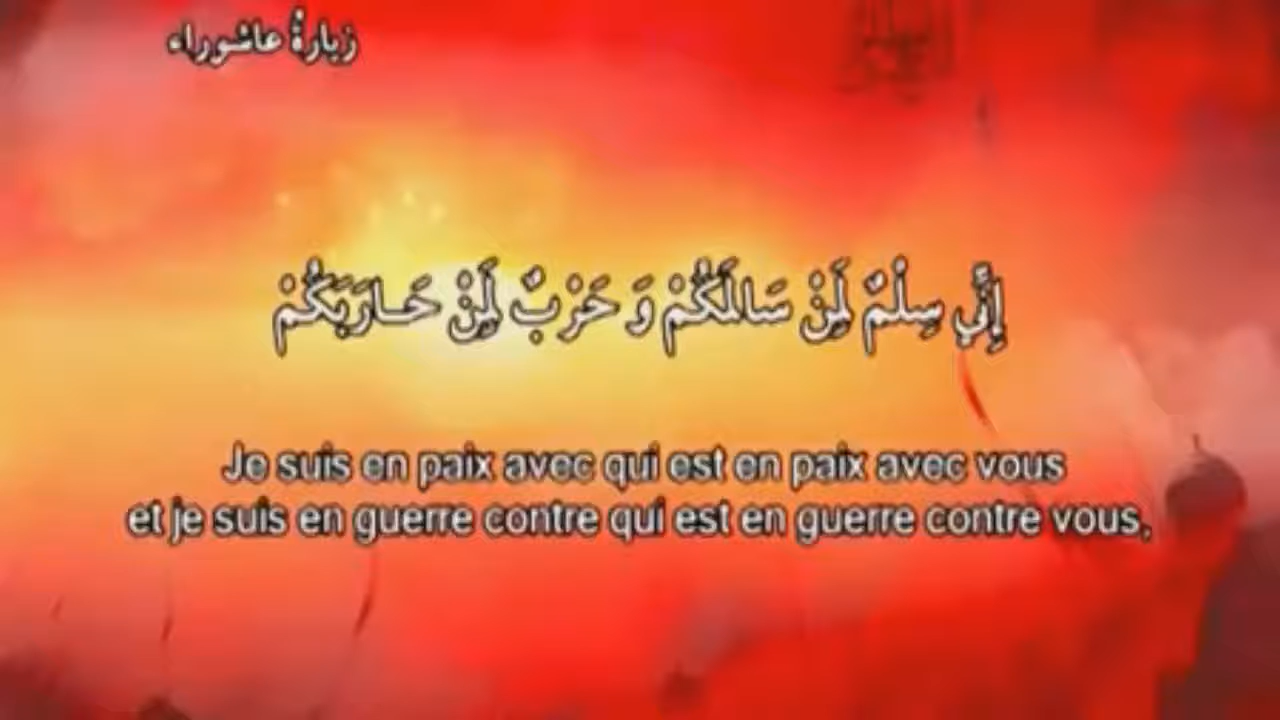 زيارةُ عاشوراء
إِنِّي سِلْمٌ لِمَنْ سَالَمَكُمْ وَ حَرْبٌ لِمَنْ حَـارَبَكُمْ
Je suis en paix avec qui est en paix avec vous
et je suis en guerre contre qui est en guerre contre vous,